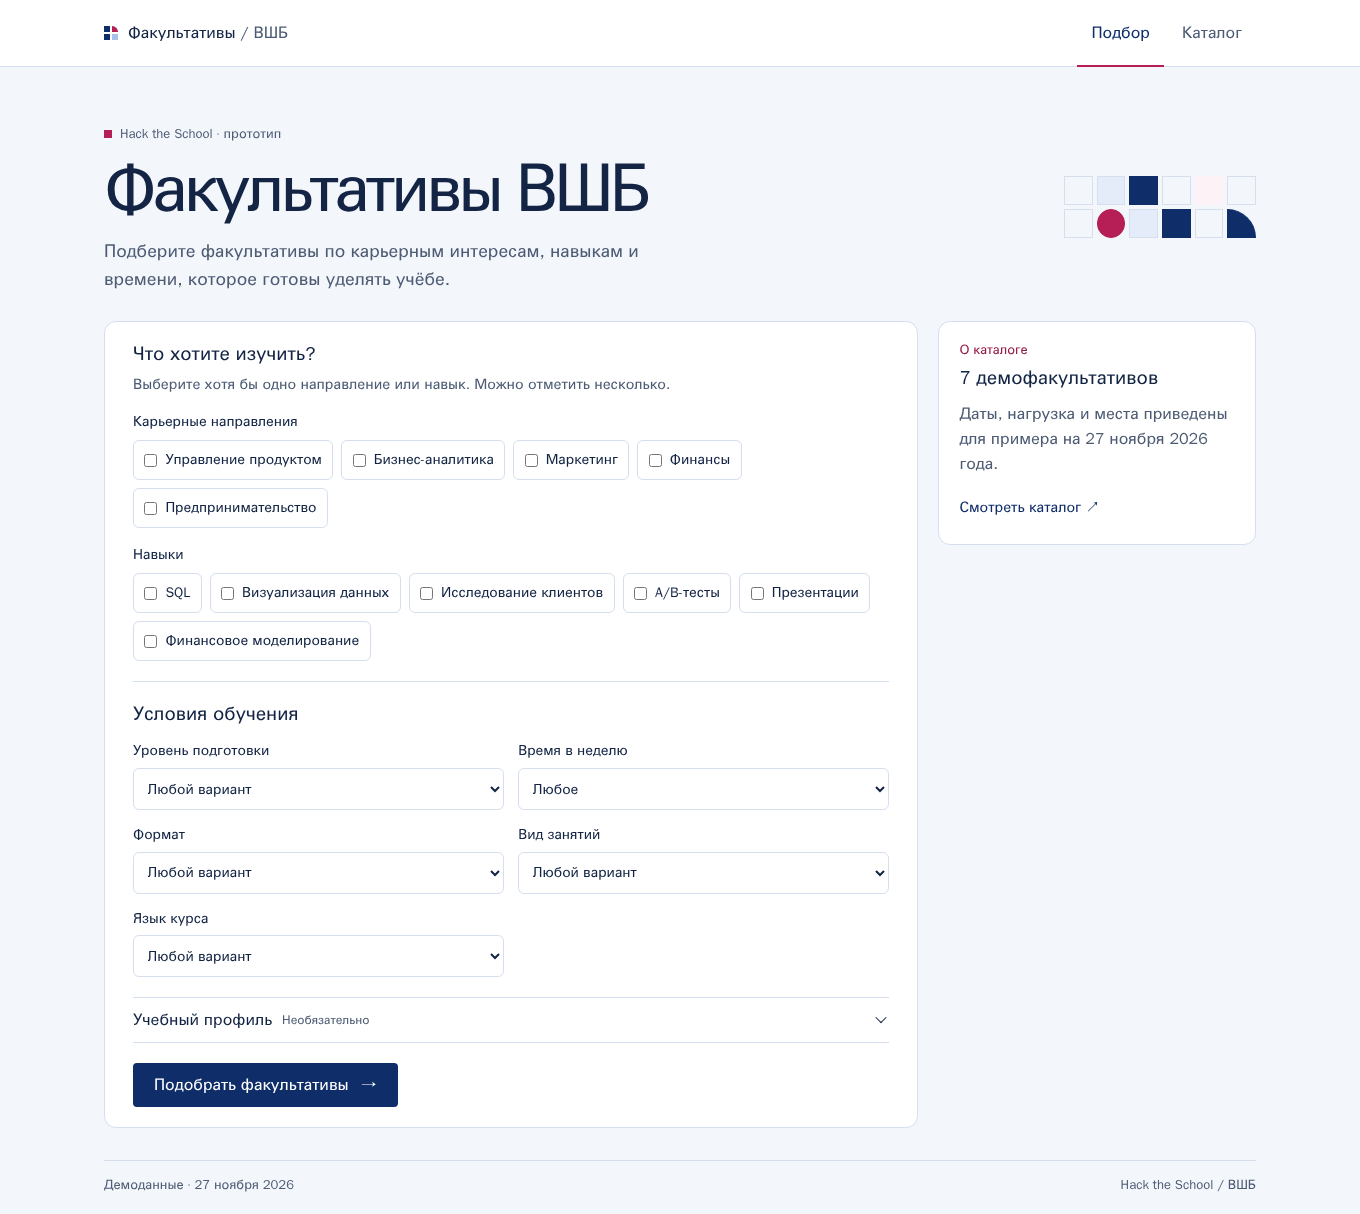 Факультативы / ВШБ
Подбор
Каталог
Hack the School · прототип
Факультативы ВШБ
Подберите факультативы по карьерным интересам, навыкам и
времени, которое готовы уделять учёбе.
Что хотите изучить?
Выберите хотя бы одно направление или навык. Можно отметить несколько.
Карьерные направления
Управление продуктом
Бизнес-аналитика
Маркетинг
Финансы
Предпринимательство
Навыки
SQL
Визуализация данных
Исследование клиентов
A/B-тесты
Презентации
Финансовое моделирование
Условия обучения
Уровень подготовки
Любой вариант
Время в неделю
Любое
Формат
Любой вариант
Вид занятий
Любой вариант
Язык курса
Любой вариант
Учебный профиль Необязательно
Подобрать факультативы →
О каталоге
7 демофакультативов
Даты, нагрузка и места приведены
для примера на 27 ноября 2026
года.
Смотреть каталог ↗
Демоданные · 27 ноября 2026
Hack the School / ВШБ